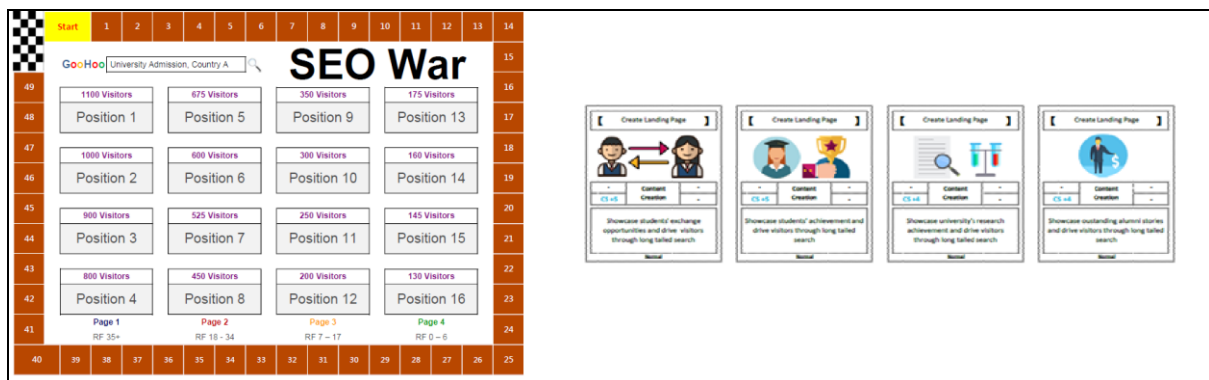 Start 1 2 3 4 5 6 7 8 9 10 11 12 13 14
GooHoo University Admission, Country A
SEO War
15
49 1100 Visitors 675 Visitors 350 Visitors 175 Visitors 16
48 Position 1 Position 5 Position 9 Position 13 17
47 1000 Visitors 600 Visitors 300 Visitors 160 Visitors 18
46 Position 2 Position 6 Position 10 Position 14 19
45 900 Visitors 525 Visitors 250 Visitors 145 Visitors 20
44 Position 3 Position 7 Position 11 Position 15 21
43 800 Visitors 450 Visitors 200 Visitors 130 Visitors 22
42 Position 4 Position 8 Position 12 Position 16 23
41 Page 1 Page 2 Page 3 Page 4 24
RF 35+ RF 18 - 34 RF 7 – 17 RF 0 – 6
40 39 38 37 36 35 34 33 32 31 30 29 28 27 26 25
[ Create Landing Page ]
$
- Content -
CS +5 Creation -
Showcase students' exchange
opportunities and drive visitors
through long tailed search
Normal
[ Create Landing Page ]
- Content -
CS +5 Creation -
Showcase students' achievement and
drive visitors through long tailed
search
Normal
[ Create Landing Page ]
- Content -
CS +4 Creation -
Showcase university's research
achievement and drive visitors
through long tailed search
Normal
[ Create Landing Page ]
- Content -
CS +4 Creation -
Showcase oustanding alumni stories
and drive visitors through long tailed
search
Normal